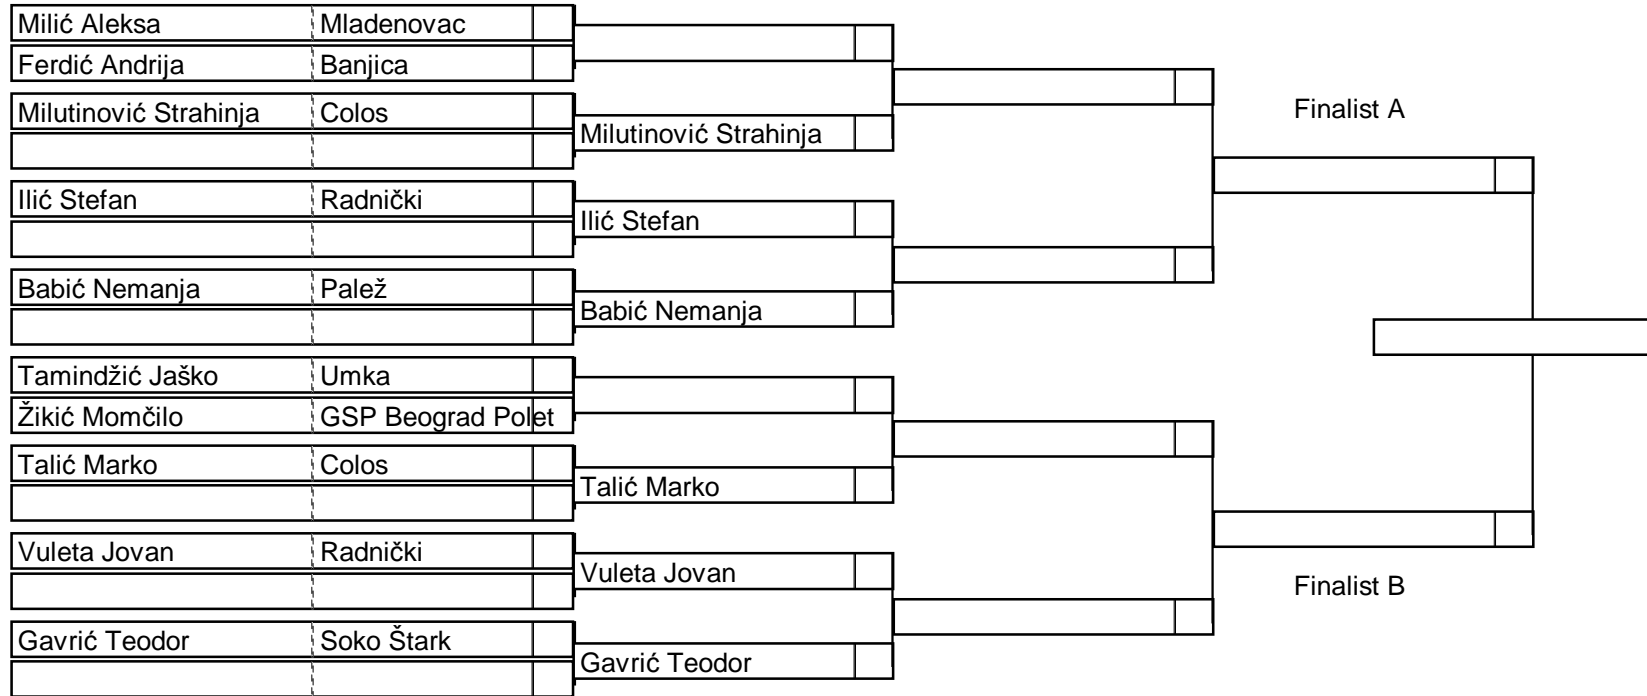 Milić Aleksa Mladenovac
Ferdić Andrija Banjica
Milutinović Strahinja Colos
Milutinović Strahinja
Finalist A
Ilić Stefan Radnički
Ilić Stefan
Babić Nemanja Palež
Babić Nemanja
Tamindžić Jaško Umka
Žikić Momčilo GSP Beograd Polet
Talić Marko Colos
Talić Marko
Vuleta Jovan Radnički
Vuleta Jovan
Finalist B
Gavrić Teodor Soko Štark
Gavrić Teodor